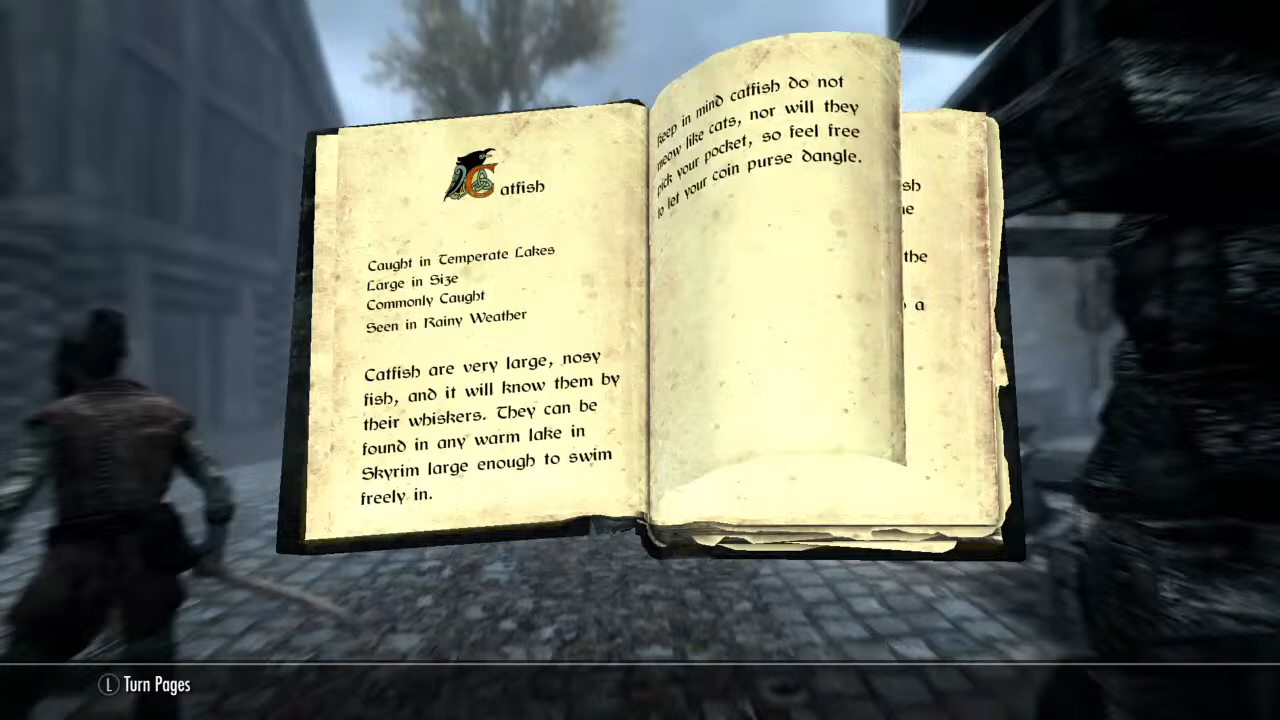 Catfish
Caught in Temperate Lakes
Large in Size
Commonly Caught
Seen in Rainy Weather
Catfish are very large, nosy
fish, and it will know them by
their whiskers. They can be
found in any warm lake in
Skyrim large enough to swim
freely in.
keep in mind catfish do not
meow like cats, nor will they
pick your pocket, so feel free
to let your coin purse dangle.
the
a
L Turn Pages